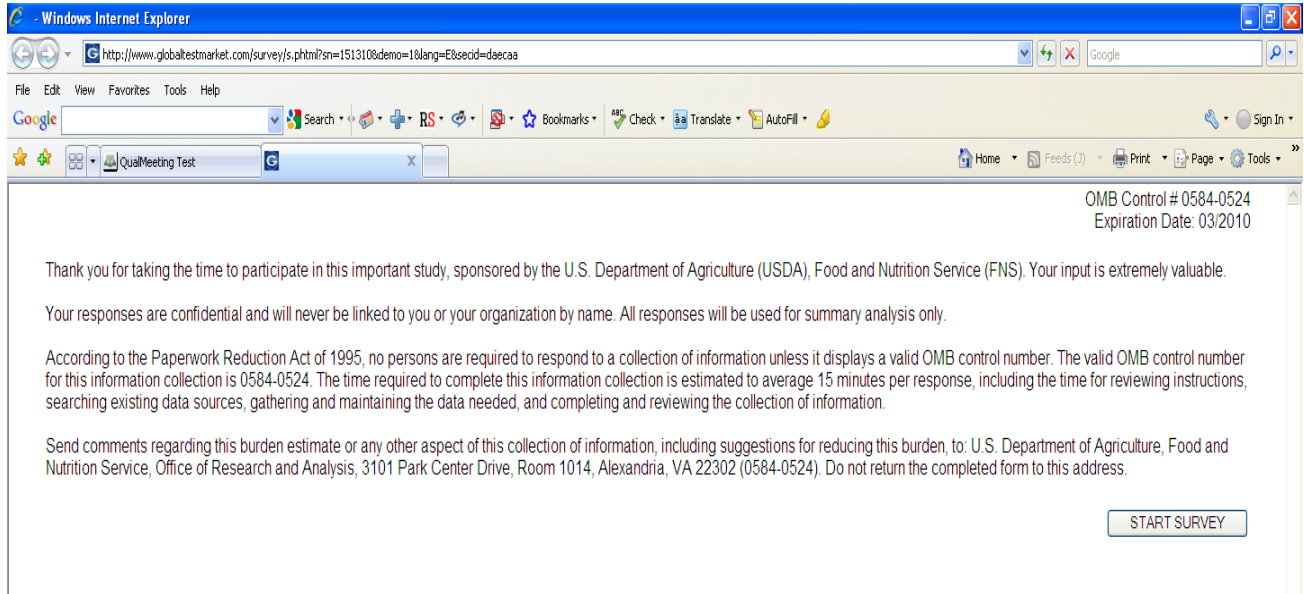 - Windows Internet Explorer
http://www.globaltestmarket.com/survey/s.phtml?sn=151310&demo=1&lang=E&secid=daecaa
Google
File Edit View Favorites Tools Help
Google Search RS Bookmarks ABC Check Translate AutoFill Sign In
QualMeeting Test G X Home Feeds (J) Print Page Tools »
OMB Control # 0584-0524
Expiration Date: 03/2010
Thank you for taking the time to participate in this important study, sponsored by the U.S. Department of Agriculture (USDA), Food and Nutrition Service (FNS). Your input is extremely valuable.
Your responses are confidential and will never be linked to you or your organization by name. All responses will be used for summary analysis only.
According to the Paperwork Reduction Act of 1995, no persons are required to respond to a collection of information unless it displays a valid OMB control number. The valid OMB control number
for this information collection is 0584-0524. The time required to complete this information collection is estimated to average 15 minutes per response, including the time for reviewing instructions,
searching existing data sources, gathering and maintaining the data needed, and completing and reviewing the collection of information.
Send comments regarding this burden estimate or any other aspect of this collection of information, including suggestions for reducing this burden, to: U.S. Department of Agriculture, Food and
Nutrition Service, Office of Research and Analysis, 3101 Park Center Drive, Room 1014, Alexandria, VA 22302 (0584-0524). Do not return the completed form to this address.
START SURVEY